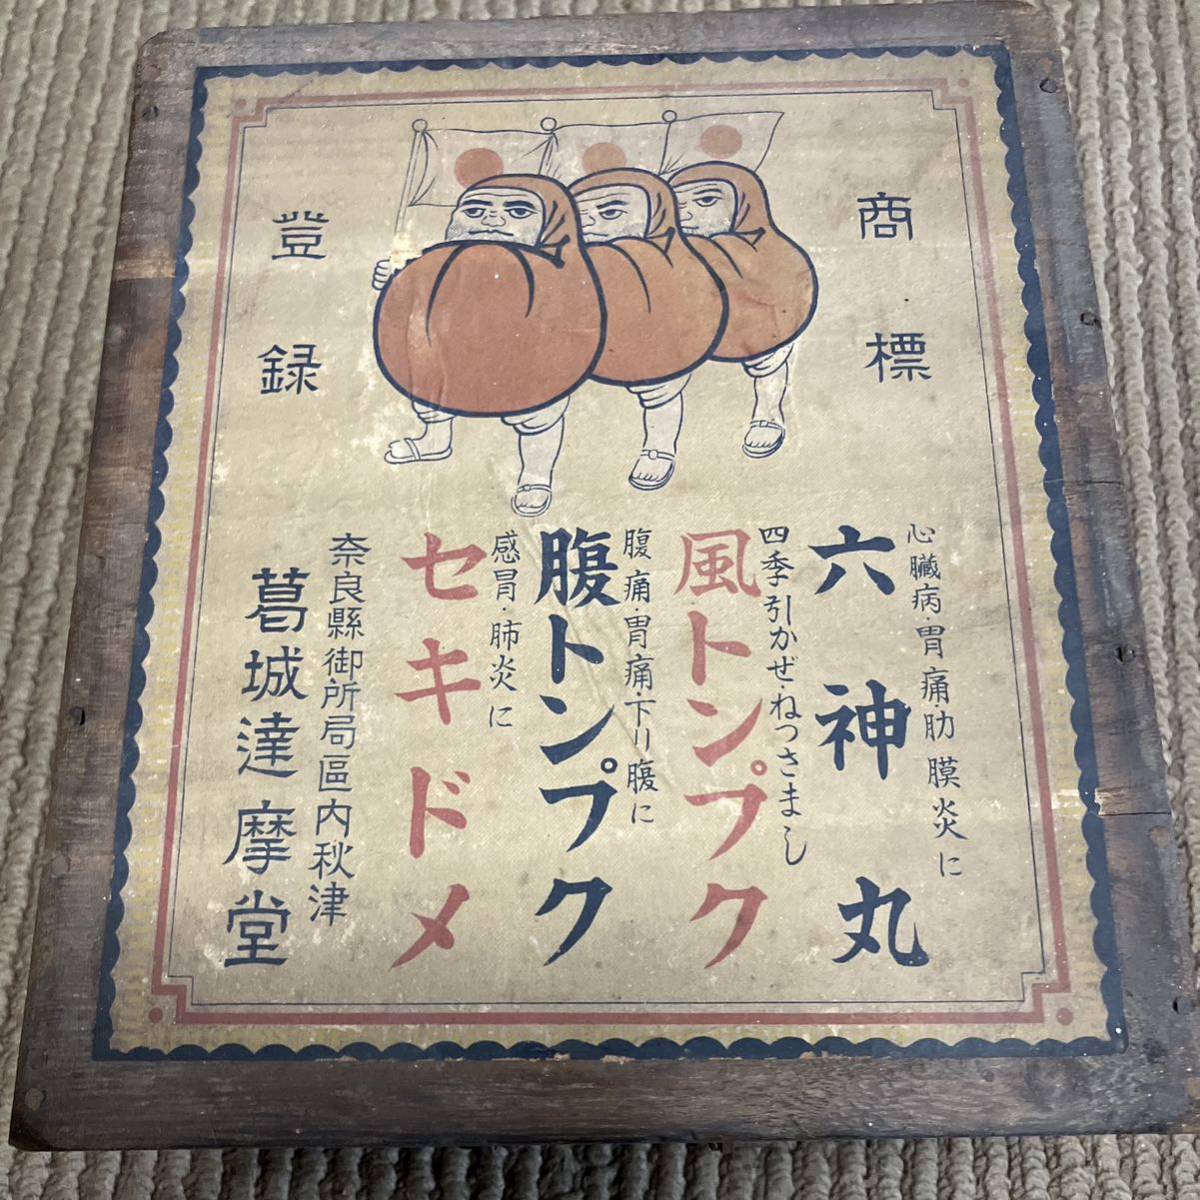 商標
登録
心臓病・胃痛・肋膜炎に
六神丸
四季・引かぜ・ねつさまし
風トンプク
腹痛・胃痛・下リ腹に
腹トンプク
感冒・肺炎に
セキドメ
奈良縣御所局區内秋津
葛城達摩堂